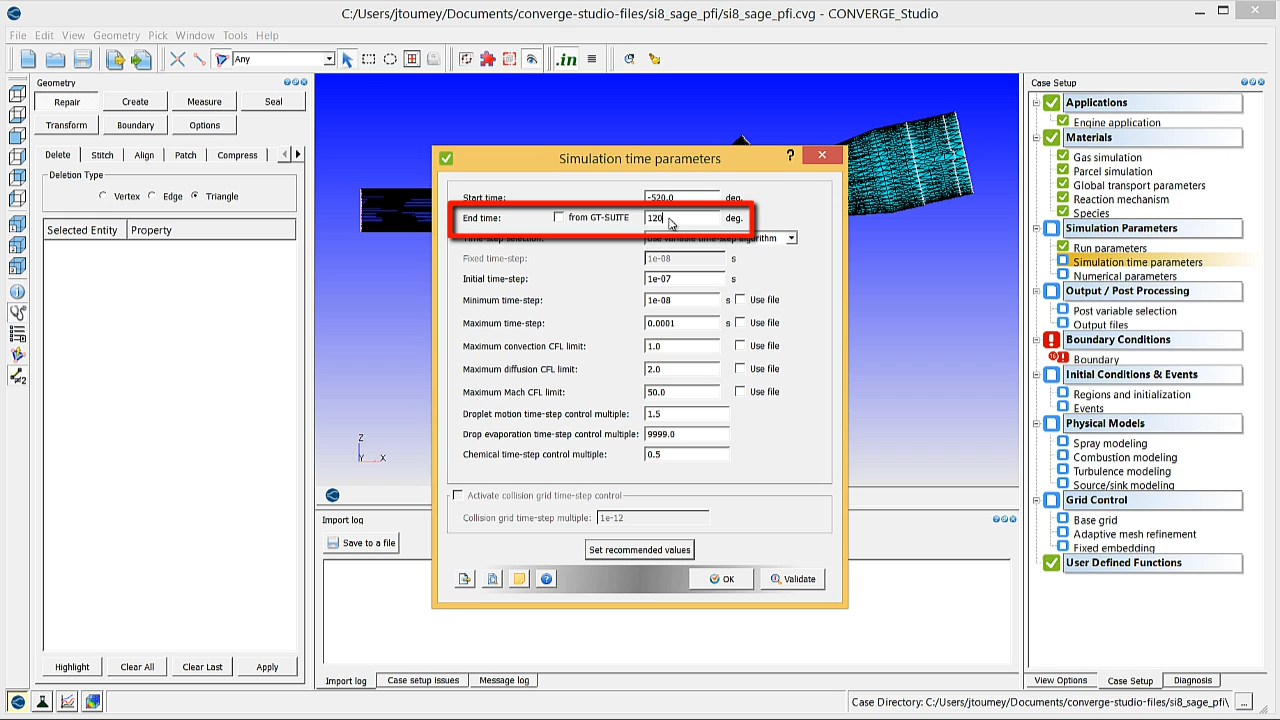 C:/Users/jtoumey/Documents/converge-studio-files/si8_sage_pfi/si8_sage_pfi.cvg - CONVERGE_Studio
File Edit View Geometry Pick Window Tools Help
Any
.in
Geometry
Repair Create Measure Seal
Transform Boundary Options
Delete Stitch Align Patch Compress
Deletion Type
Vertex Edge Triangle
Selected Entity Property
Highlight Clear All Clear Last Apply
Z
Y X
Import log
Save to a file
Import log Case setup issues Message log
Simulation time parameters ?
Start time: -520.0 deg.
End time: from GT-SUITE 120 deg.
Time-step selection: Use variable time-step algorithm
Fixed time-step: 1e-08 s
Initial time-step: 1e-07 s
Minimum time-step: 1e-08 s Use file
Maximum time-step: 0.0001 s Use file
Maximum convection CFL limit: 1.0 Use file
Maximum diffusion CFL limit: 2.0 Use file
Maximum Mach CFL limit: 50.0 Use file
Droplet motion time-step control multiple: 1.5
Drop evaporation time-step control multiple: 9999.0
Chemical time-step control multiple: 0.5
Activate collision grid time-step control
Collision grid time-step multiple: 1e-12
Set recommended values
OK Validate
Case Setup
Applications
Engine application
Materials
Gas simulation
Parcel simulation
Global transport parameters
Reaction mechanism
Species
Simulation Parameters
Run parameters
Simulation time parameters
Numerical parameters
Output / Post Processing
Post variable selection
Output files
Boundary Conditions
Boundary
Initial Conditions & Events
Regions and initialization
Events
Physical Models
Spray modeling
Combustion modeling
Turbulence modeling
Source/sink modeling
Grid Control
Base grid
Adaptive mesh refinement
Fixed embedding
User Defined Functions
View Options Case Setup Diagnosis
Case Directory: C:/Users/jtoumey/Documents/converge-studio-files/si8_sage_pfi\ ...